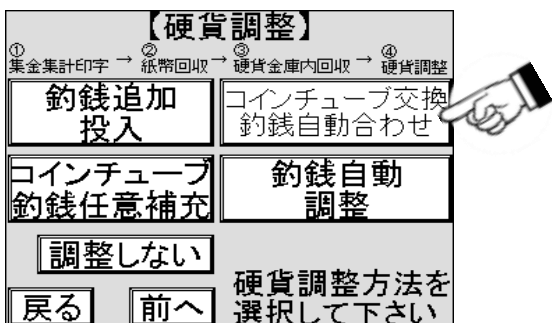 【硬貨調整】
① ② ③ ④
集金集計印字 → 紙幣回収 → 硬貨金庫内回収 → 硬貨調整
釣銭追加
投入
コインチューブ交換
釣銭自動合わせ
コインチューブ
釣銭任意補充
釣銭自動
調整
調整しない
硬貨調整方法を
選択して下さい
戻る
前へ